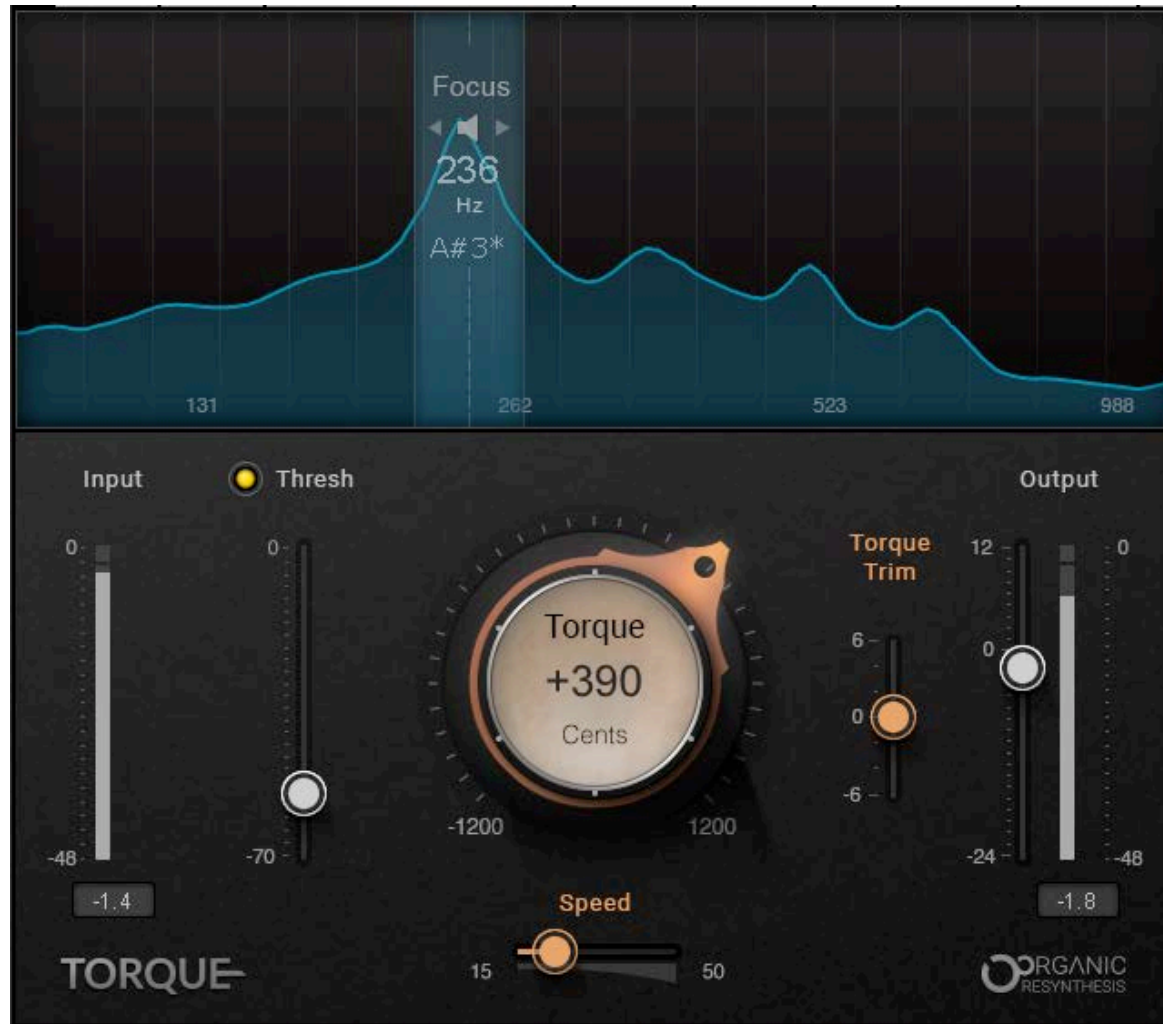 Focus
236
Hz
A#3*
131 262 523 988
Input Thresh Output
0 0 Torque Trim 12 0
Torque
+390
Cents
6
0
0
-6
-1200 1200
-48 -70 -24 -48
-1.4 -1.8
Speed
15 50
TORQUE
ORGANIC
RESYNTHESIS